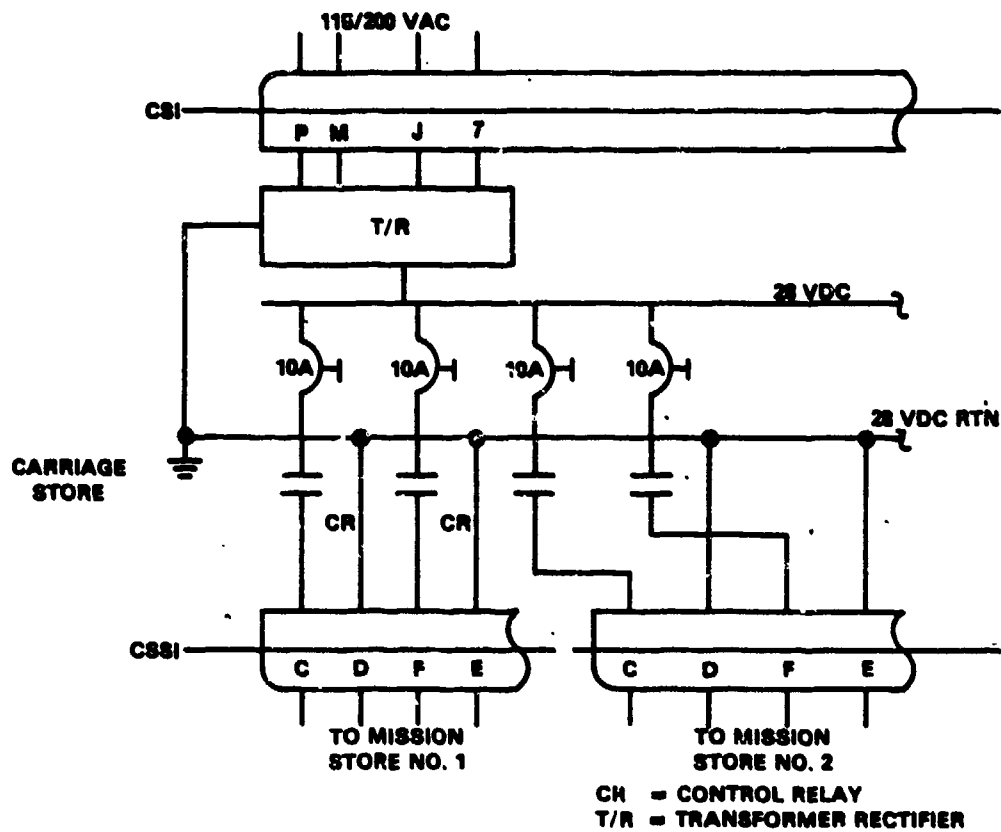 115/200 VAC
CSI
P M J 7
T/R
28 VDC
10A 10A 10A 10A
28 VDC RTN
CARRIAGE
STORE
CR CR
CSSI
C D F E C D F E
TO MISSION
STORE NO. 1
TO MISSION
STORE NO. 2
CR = CONTROL RELAY
T/R = TRANSFORMER RECTIFIER